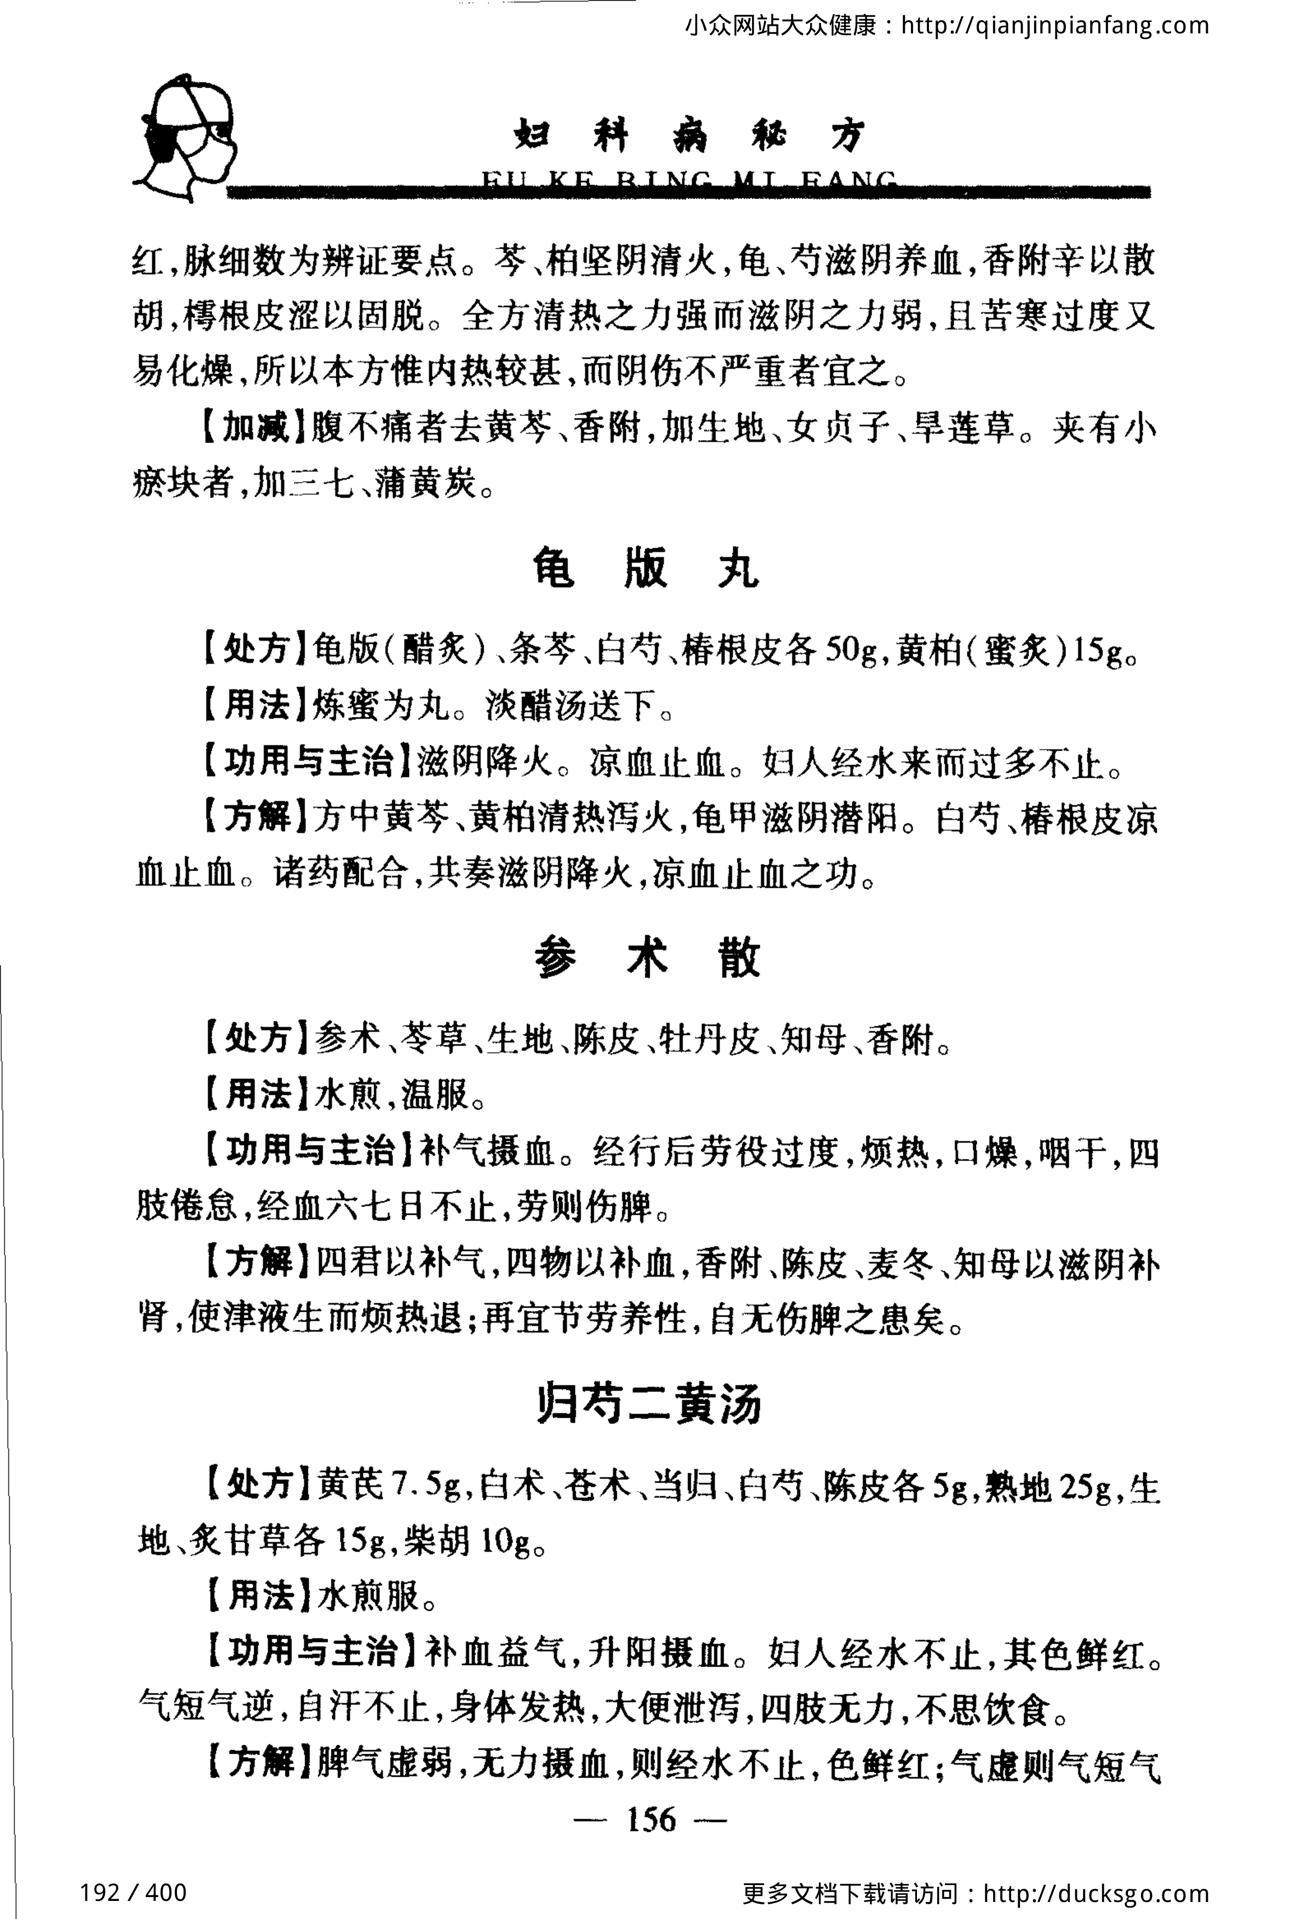 小众网站大众健康：http://qianjinpianfang.com
妇科病秘方
FU KE BING MI FANG
红,脉细数为辨证要点。芩、柏坚阴清火,龟、芍滋阴养血,香附辛以散
胡,樗根皮涩以固脱。全方清热之力强而滋阴之力弱,且苦寒过度又
易化燥,所以本方惟内热较甚,而阴伤不严重者宜之。
【加减】腹不痛者去黄芩、香附,加生地、女贞子、旱莲草。夹有小
瘀块者,加三七、蒲黄炭。
龟版丸
【处方】龟版(醋炙)、条芩、白芍、椿根皮各50g,黄柏(蜜炙)15g。
【用法】炼蜜为丸。淡醋汤送下。
【功用与主治】滋阴降火。凉血止血。妇人经水来而过多不止。
【方解】方中黄芩、黄柏清热泻火,龟甲滋阴潜阳。白芍、椿根皮凉
血止血。诸药配合,共奏滋阴降火,凉血止血之功。
参术散
【处方】参术、苓草、生地、陈皮、牡丹皮、知母、香附。
【用法】水煎,温服。
【功用与主治】补气摄血。经行后劳役过度,烦热,口燥,咽干,四
肢倦怠,经血六七日不止,劳则伤脾。
【方解】四君以补气,四物以补血,香附、陈皮、麦冬、知母以滋阴补
肾,使津液生而烦热退;再宜节劳养性,自无伤脾之患矣。
归芍二黄汤
【处方】黄芪7.5g,白术、苍术、当归、白芍、陈皮各5g,熟地25g,生
地、炙甘草各15g,柴胡10g。
【用法】水煎服。
【功用与主治】补血益气,升阳摄血。妇人经水不止,其色鲜红。
气短气逆,自汗不止,身体发热,大便泄泻,四肢无力,不思饮食。
【方解】脾气虚弱,无力摄血,则经水不止,色鲜红;气虚则气短气
— 156 —
192 / 400
更多文档下载请访问：http://ducksgo.com